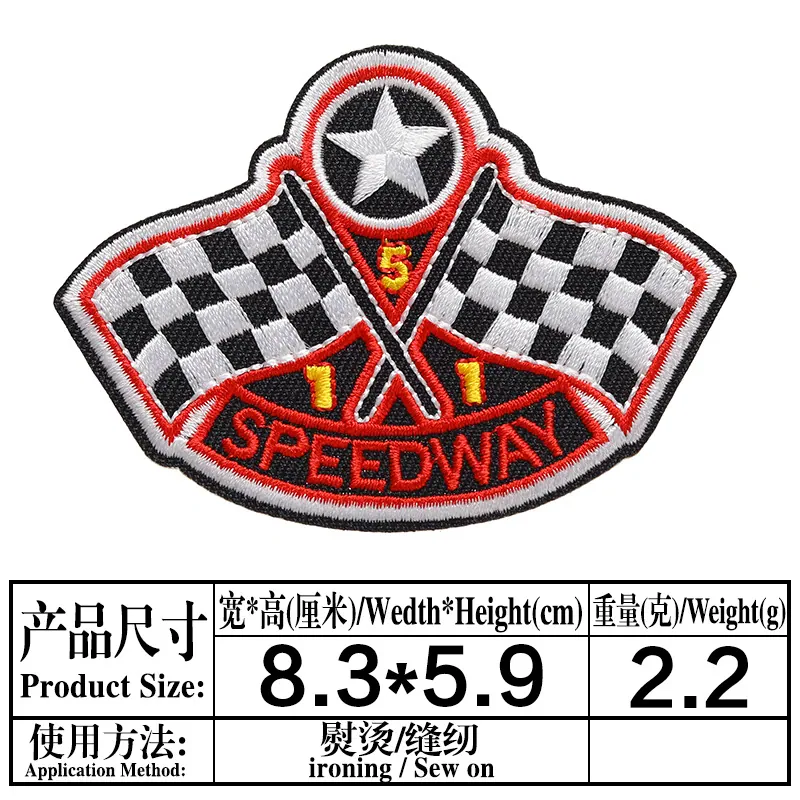 5
1 1
SPEEDWAY
产品尺寸
Product Size:
宽*高(厘米)/Wedth*Height(cm)
重量(克)/Weight(g)
8.3*5.9
2.2
使用方法:
Application Method:
熨烫/缝纫
ironing / Sew on